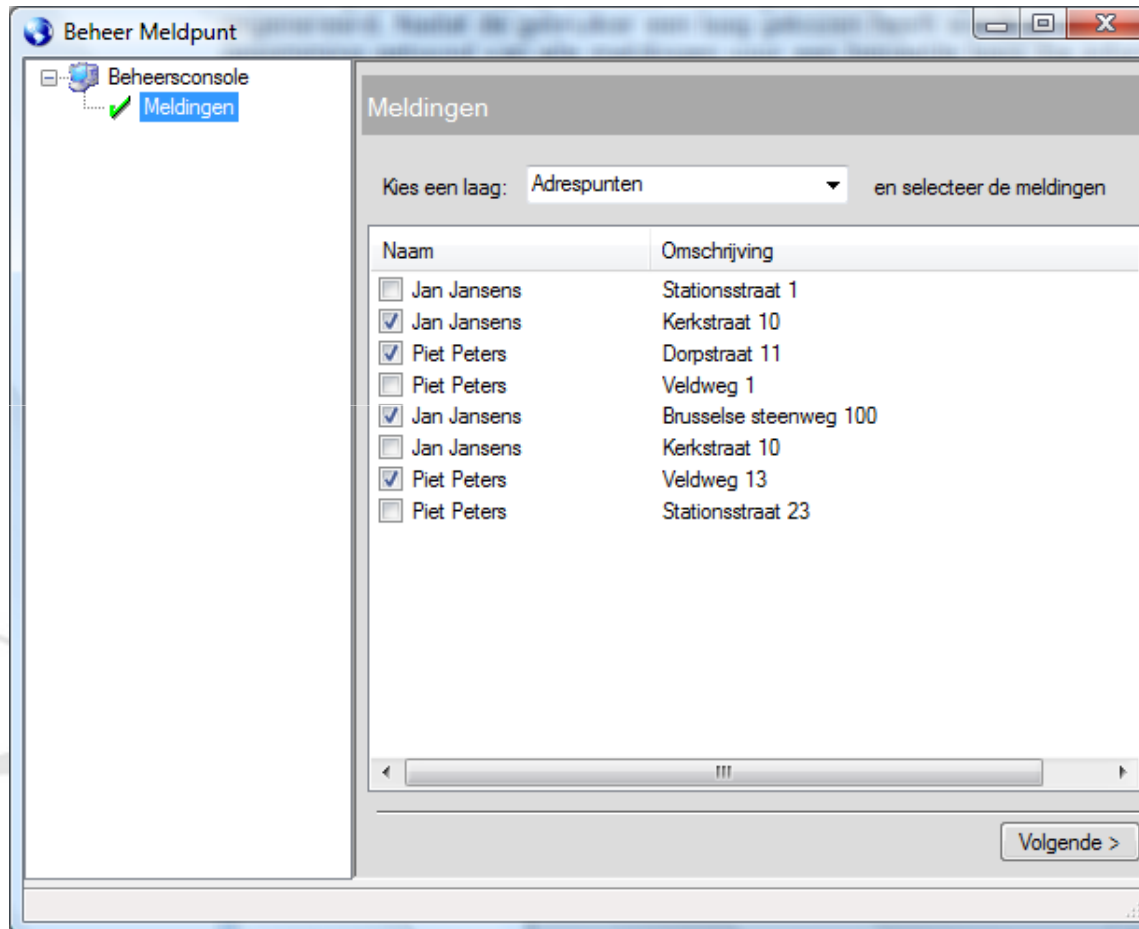 Beheer Meldpunt
Beheersconsole
Meldingen
Meldingen
Kies een laag: Adrespunten en selecteer de meldingen
Naam Omschrijving
Jan Jansens Stationsstraat 1
Jan Jansens Kerkstraat 10
Piet Peters Dorpstraat 11
Piet Peters Veldweg 1
Jan Jansens Brusselse steenweg 100
Jan Jansens Kerkstraat 10
Piet Peters Veldweg 13
Piet Peters Stationsstraat 23
Volgende >